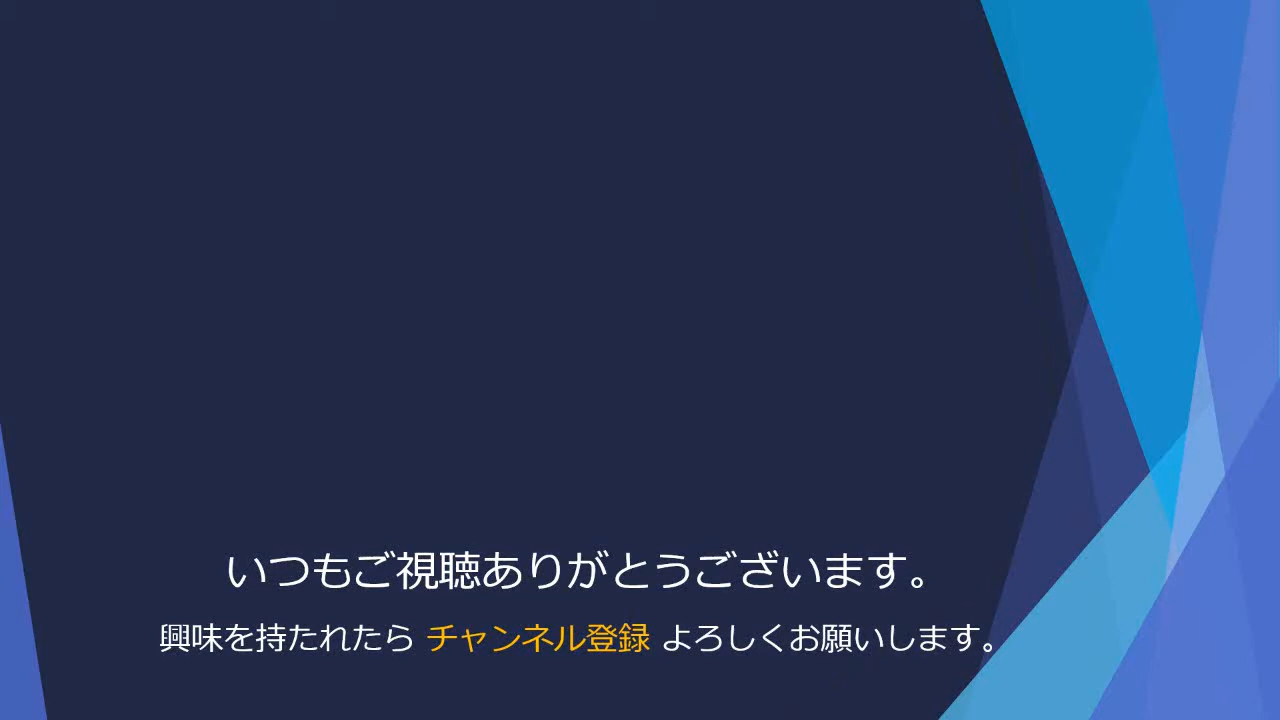 いつもご視聴ありがとうございます。
興味を持たれたら チャンネル登録 よろしくお願いします。